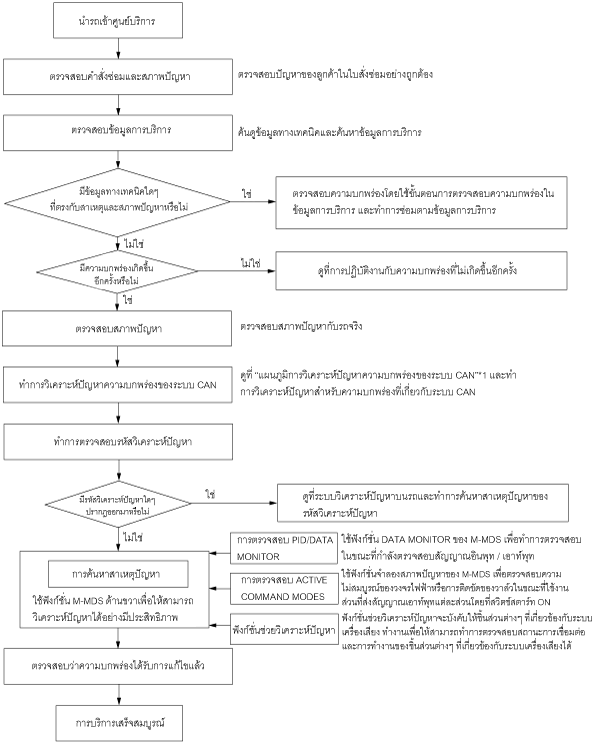 นำรถเข้าศูนย์บริการ
ตรวจสอบคำสั่งซ่อมและสภาพปัญหา
ตรวจสอบปัญหาของลูกค้าในใบสั่งซ่อมอย่างถูกต้อง
ตรวจสอบข้อมูลการบริการ
ค้นดูข้อมูลทางเทคนิคและค้นหาข้อมูลการบริการ
มีข้อมูลทางเทคนิคใดๆ
ที่ตรงกับสาเหตุและสภาพปัญหาหรือไม่
ใช่
ตรวจสอบความบกพร่องโดยใช้ขั้นตอนการตรวจสอบความบกพร่องใน
ข้อมูลการบริการ และทำการซ่อมตามข้อมูลการบริการ
ไม่ใช่
มีความบกพร่องเกิดขึ้น
อีกครั้งหรือไม่
ไม่ใช่
ดูที่การปฏิบัติงานกับความบกพร่องที่ไม่เกิดขึ้นอีกครั้ง
ใช่
ตรวจสอบสภาพปัญหา
ตรวจสอบสภาพปัญหากับรถจริง
ทำการวิเคราะห์ปัญหาความบกพร่องของระบบ CAN
ดูที่ "แผนภูมิการวิเคราะห์ปัญหาความบกพร่องของระบบ CAN"*1 และทำ
การวิเคราะห์ปัญหาสำหรับความบกพร่องที่เกี่ยวกับระบบ CAN
ทำการตรวจสอบรหัสวิเคราะห์ปัญหา
มีรหัสวิเคราะห์ปัญหาใดๆ
ปรากฏออกมาหรือไม่
ใช่
ดูที่ระบบวิเคราะห์ปัญหาบนรถและทำการค้นหาสาเหตุปัญหาของ
รหัสวิเคราะห์ปัญหา
ไม่ใช่
การตรวจสอบ PID/DATA
MONITOR
ใช้ฟังก์ชั่น DATA MONITOR ของ M-MDS เพื่อทำการตรวจสอบ
ในขณะที่กำลังตรวจสอบสัญญาณอินพุท / เอาท์พุท
การค้นหาสาเหตุปัญหา
ใช้ฟังก์ชั่น M-MDS ด้านขวาเพื่อให้สามารถ
วิเคราะห์ปัญหาได้อย่างมีประสิทธิภาพ
การตรวจสอบ ACTIVE
COMMAND MODES
ใช้ฟังก์ชั่นจำลองสภาพปัญหาของ M-MDS เพื่อตรวจสอบความ
ไม่สมบูรณ์ของวงจรไฟฟ้าหรือการติดขัดของวาล์วในขณะที่ใช้งาน
ส่วนที่ส่งสัญญาณเอาท์พุทแต่ละส่วนโดยที่สวิตช์สตาร์ท ON
ฟังก์ชั่นช่วยวิเคราะห์ปัญหา
ฟังก์ชั่นช่วยวิเคราะห์ปัญหาจะบังคับให้ชิ้นส่วนต่างๆ ที่เกี่ยวข้องกับระบบ
เครื่องเสียง ทำงานเพื่อให้สามารถทำการตรวจสอบสถานะการเชื่อมต่อ
และการทำงานของชิ้นส่วนต่างๆ ที่เกี่ยวข้องกับระบบเครื่องเสียงได้
ตรวจสอบว่าความบกพร่องได้รับการแก้ไขแล้ว
การบริการเสร็จสมบูรณ์